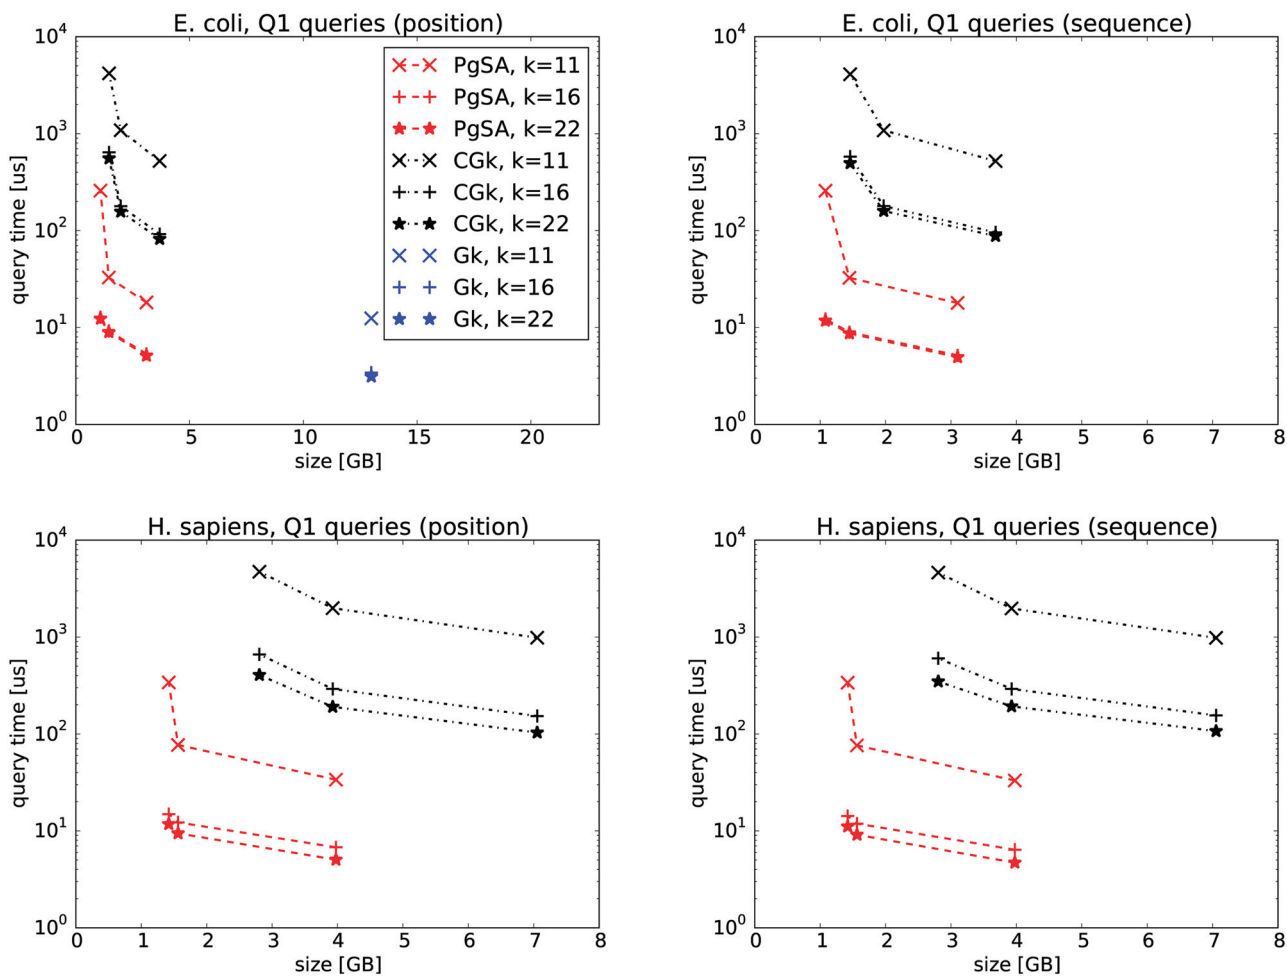 E. coli, Q1 queries (position)
10^4
10^3
10^2
10^1
10^0
query time [us]
PgSA, k=11
PgSA, k=16
PgSA, k=22
CGk, k=11
CGk, k=16
CGk, k=22
Gk, k=11
Gk, k=16
Gk, k=22
0 5 10 15 20
size [GB]
E. coli, Q1 queries (sequence)
10^4
10^3
10^2
10^1
10^0
query time [us]
0 1 2 3 4 5 6 7 8
size [GB]
H. sapiens, Q1 queries (position)
10^4
10^3
10^2
10^1
10^0
query time [us]
0 1 2 3 4 5 6 7 8
size [GB]
H. sapiens, Q1 queries (sequence)
10^4
10^3
10^2
10^1
10^0
query time [us]
0 1 2 3 4 5 6 7 8
size [GB]